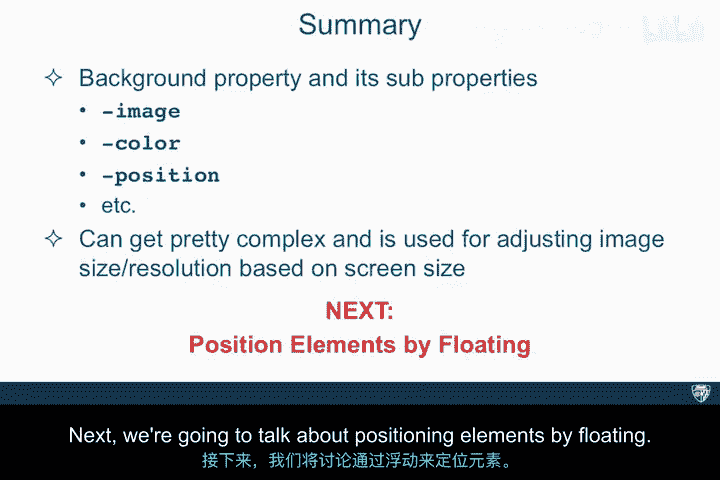 Summary
✧ Background property and its sub properties
• -image
• -color
• -position
• etc.
✧ Can get pretty complex and is used for adjusting image
size/resolution based on screen size
NEXT:
Position Elements by Floating
Next, we're going to talk about positioning elements by floating.
接下来，我们将讨论通过浮动来定位元素。